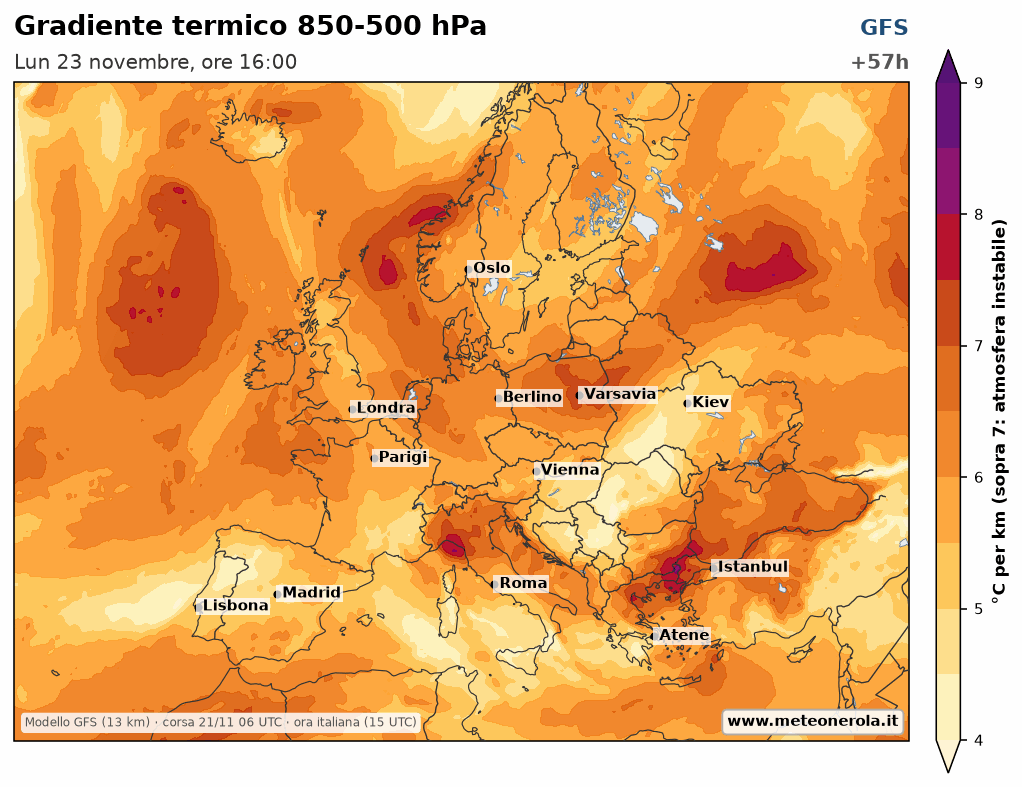 Gradiente termico 850-500 hPa
GFS
Lun 23 novembre, ore 16:00
+57h
Oslo
Londra
Berlino
Varsavia
Kiev
Parigi
Vienna
Istanbul
Roma
Madrid
Lisbona
Atene
Modello GFS (13 km) · corsa 21/11 06 UTC · ora italiana (15 UTC)
www.meteonerola.it
9
8
7
6
5
4
°C per km (sopra 7: atmosfera instabile)